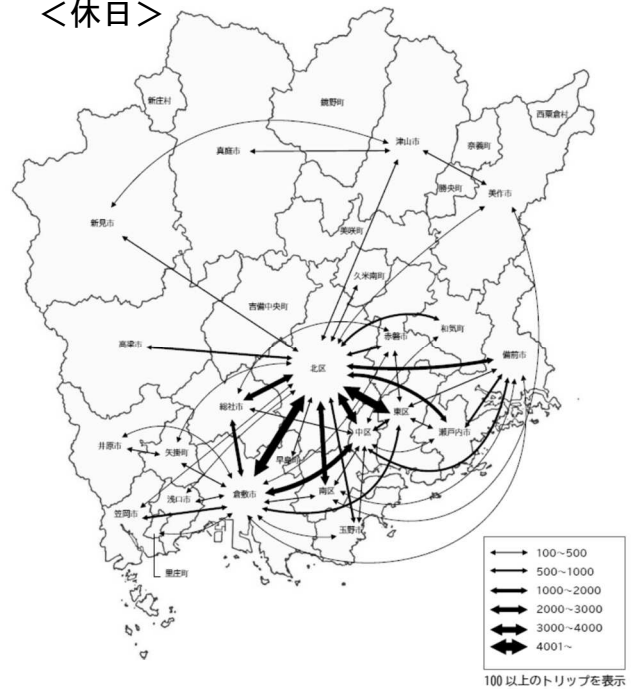 ＜休日＞
新庄村
鏡野町
西粟倉村
津山市
奈義町
真庭市
勝央町
美作市
新見市
美咲町
久米南町
吉備中央町
和気町
赤磐市
高梁市
備前市
北区
総社市
東区
中区
瀬戸内市
井原市
矢掛町
早島町
倉敷市
南区
浅口市
笠岡市
玉野市
里庄町
100～500
500～1000
1000～2000
2000～3000
3000～4000
4001～
100以上のトリップを表示